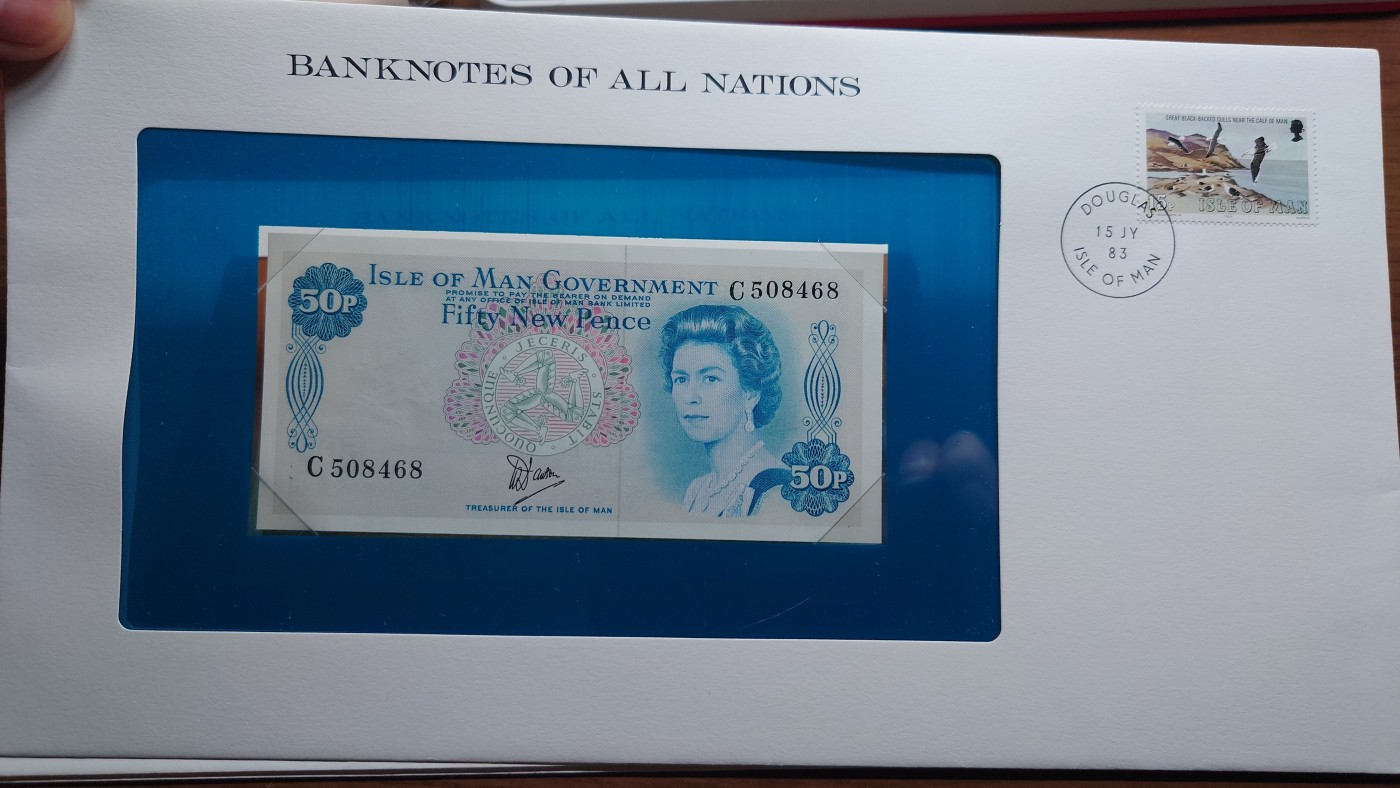 BANKNOTES OF ALL NATIONS
GREAT BLACK-BACKED GULLS NEAR THE CALF OF MAN
15p ISLE OF MAN
DOUGLAS
15 JY
83
ISLE OF MAN
ISLE OF MAN GOVERNMENT
C 508468
50P
PROMISE TO PAY THE BEARER ON DEMAND
AT ANY OFFICE OF ISLE OF MAN BANK LIMITED
Fifty New Pence
QUOCUNQUE · JECERIS · STABIT
C 508468
50P
TREASURER OF THE ISLE OF MAN